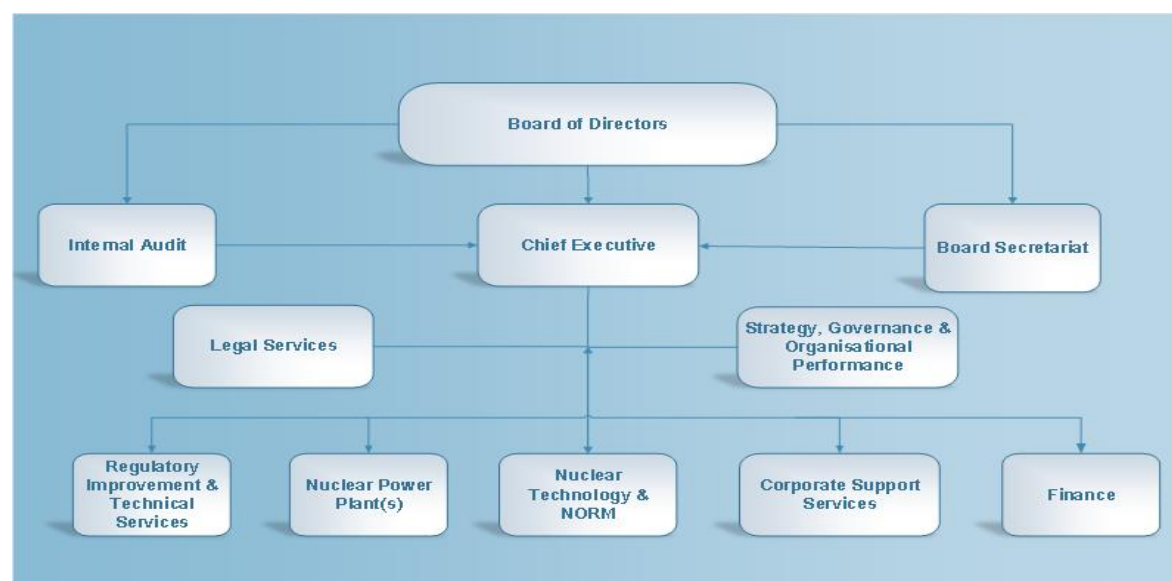 Board of Directors
Internal Audit
Chief Executive
Board Secretariat
Legal Services
Strategy, Governance &
Organisational
Performance
Regulatory
Improvement &
Technical
Services
Nuclear Power
Plant(s)
Nuclear
Technology &
NORM
Corporate Support
Services
Finance